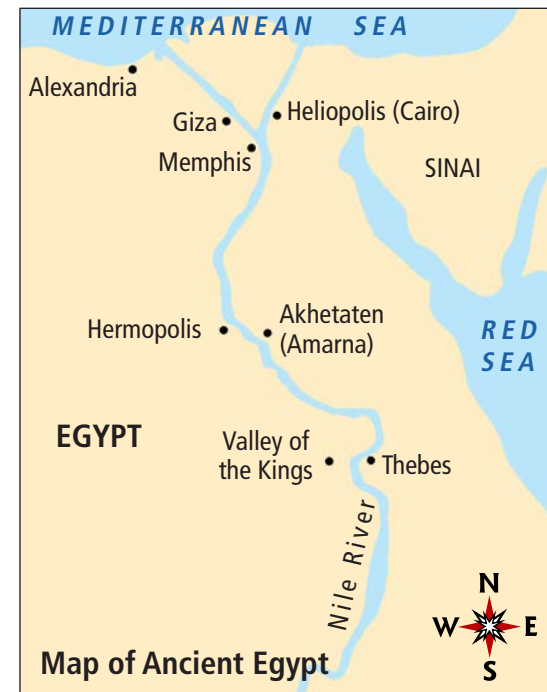 MEDITERRANEAN SEA
Alexandria
Giza
Heliopolis (Cairo)
Memphis
SINAI
Hermopolis
Akhetaten
(Amarna)
RED
SEA
EGYPT
Valley of
the Kings
Thebes
Nile River
N
W E
S
Map of Ancient Egypt